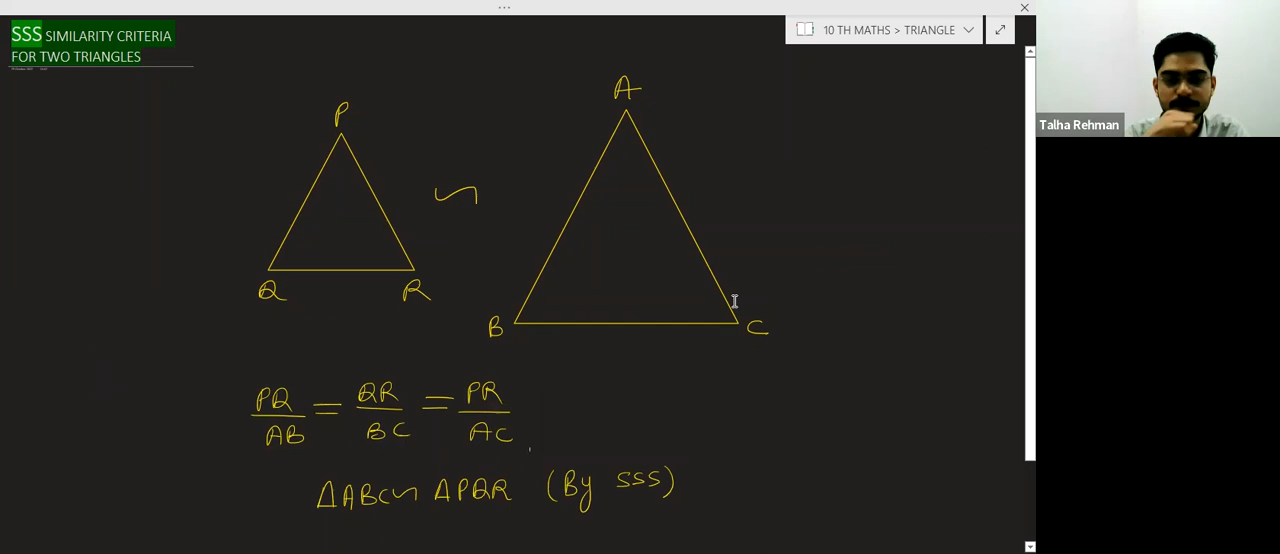 SSS SIMILARITY CRITERIA
FOR TWO TRIANGLES
10 TH MATHS > TRIANGLE
Talha Rehman
P
Q
R
∽
A
B
C
PQ/AB = QR/BC = PR/AC
ΔABC ∽ ΔPQR (By SSS)